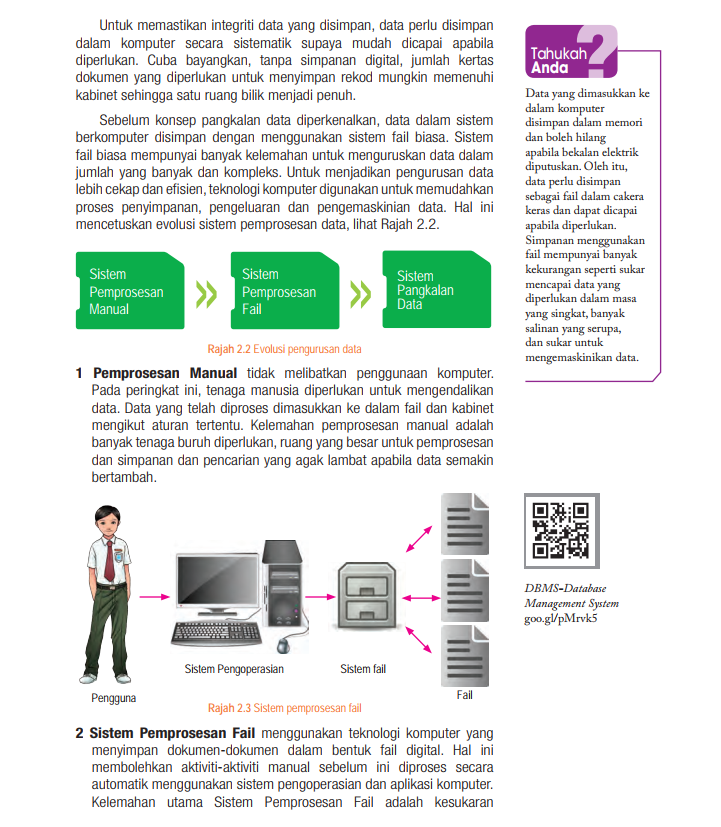 Untuk memastikan integriti data yang disimpan, data perlu disimpan
dalam komputer secara sistematik supaya mudah dicapai apabila
diperlukan. Cuba bayangkan, tanpa simpanan digital, jumlah kertas
dokumen yang diperlukan untuk menyimpan rekod mungkin memenuhi
kabinet sehingga satu ruang bilik menjadi penuh.
Sebelum konsep pangkalan data diperkenalkan, data dalam sistem
berkomputer disimpan dengan menggunakan sistem fail biasa. Sistem
fail biasa mempunyai banyak kelemahan untuk menguruskan data dalam
jumlah yang banyak dan kompleks. Untuk menjadikan pengurusan data
lebih cekap dan efisien, teknologi komputer digunakan untuk memudahkan
proses penyimpanan, pengeluaran dan pengemaskinian data. Hal ini
mencetuskan evolusi sistem pemprosesan data, lihat Rajah 2.2.
Sistem
Pemprosesan
Manual
Sistem
Pemprosesan
Fail
Sistem
Pangkalan
Data
Rajah 2.2 Evolusi pengurusan data
1 Pemprosesan Manual tidak melibatkan penggunaan komputer.
Pada peringkat ini, tenaga manusia diperlukan untuk mengendalikan
data. Data yang telah diproses dimasukkan ke dalam fail dan kabinet
mengikut aturan tertentu. Kelemahan pemprosesan manual adalah
banyak tenaga buruh diperlukan, ruang yang besar untuk pemprosesan
dan simpanan dan pencarian yang agak lambat apabila data semakin
bertambah.
Pengguna
Sistem Pengoperasian
Sistem fail
Fail
Rajah 2.3 Sistem pemprosesan fail
2 Sistem Pemprosesan Fail menggunakan teknologi komputer yang
menyimpan dokumen-dokumen dalam bentuk fail digital. Hal ini
membolehkan aktiviti-aktiviti manual sebelum ini diproses secara
automatik menggunakan sistem pengoperasian dan aplikasi komputer.
Kelemahan utama Sistem Pemprosesan Fail adalah kesukaran
Tahukah
Anda ?
Data yang dimasukkan ke
dalam komputer
disimpan dalam memori
dan boleh hilang
apabila bekalan elektrik
diputuskan. Oleh itu,
data perlu disimpan
sebagai fail dalam cakera
keras dan dapat dicapai
apabila diperlukan.
Simpanan menggunakan
fail mempunyai banyak
kekurangan seperti sukar
mencapai data yang
diperlukan dalam masa
yang singkat, banyak
salinan yang serupa,
dan sukar untuk
mengemaskinikan data.
DBMS-Database
Management System
goo.gl/pMrvk5